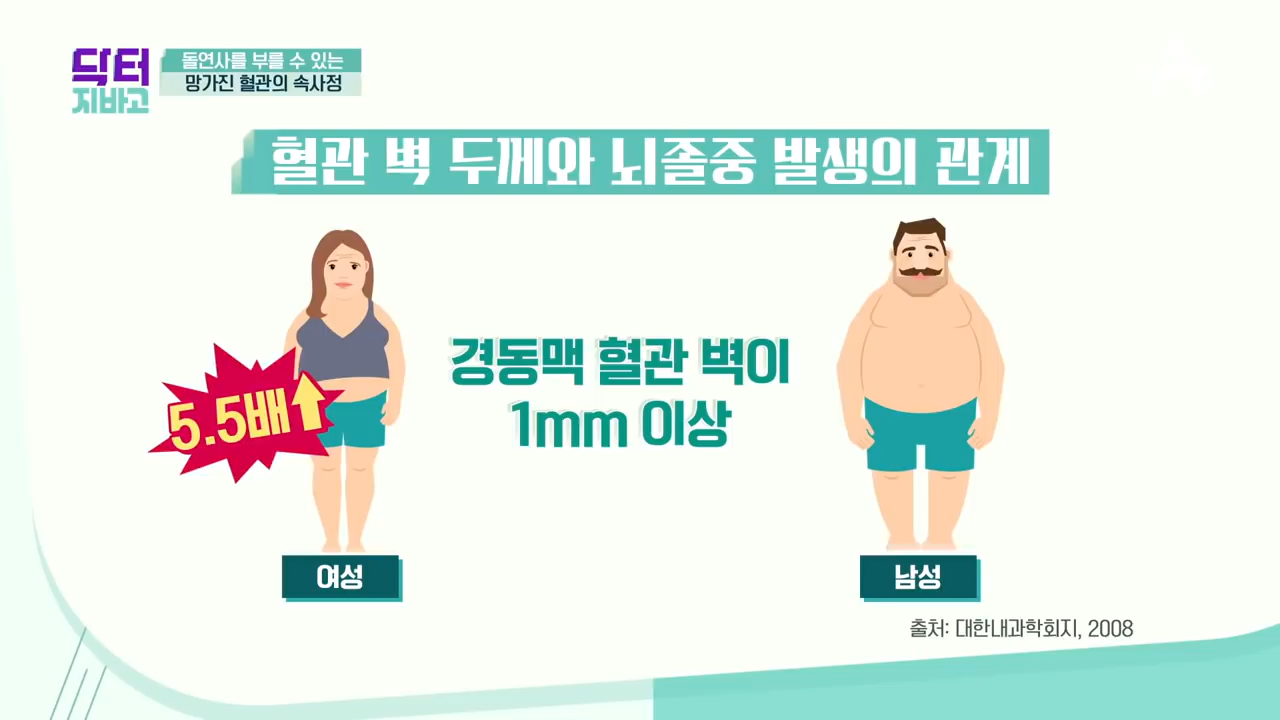 닥터
지바고
돌연사를 부를 수 있는
망가진 혈관의 속사정
혈관 벽 두께와 뇌졸중 발생의 관계
경동맥 혈관 벽이
1mm 이상
5.5배
여성
남성
출처: 대한내과학회지, 2008